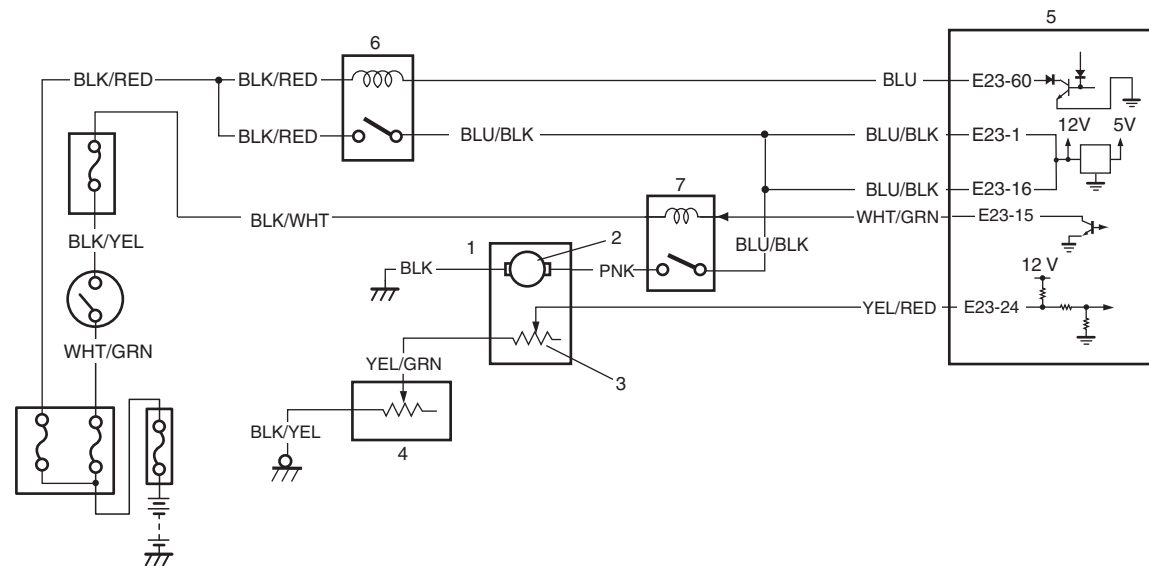 5
6
BLK/RED
BLK/RED
BLU
E23-60
BLK/RED
BLU/BLK
BLU/BLK
E23-1
12V
5V
7
BLU/BLK
E23-16
BLK/WHT
WHT/GRN
E23-15
BLK/YEL
1
2
BLU/BLK
BLK
PNK
12 V
YEL/RED
E23-24
WHT/GRN
YEL/GRN
3
BLK/YEL
4